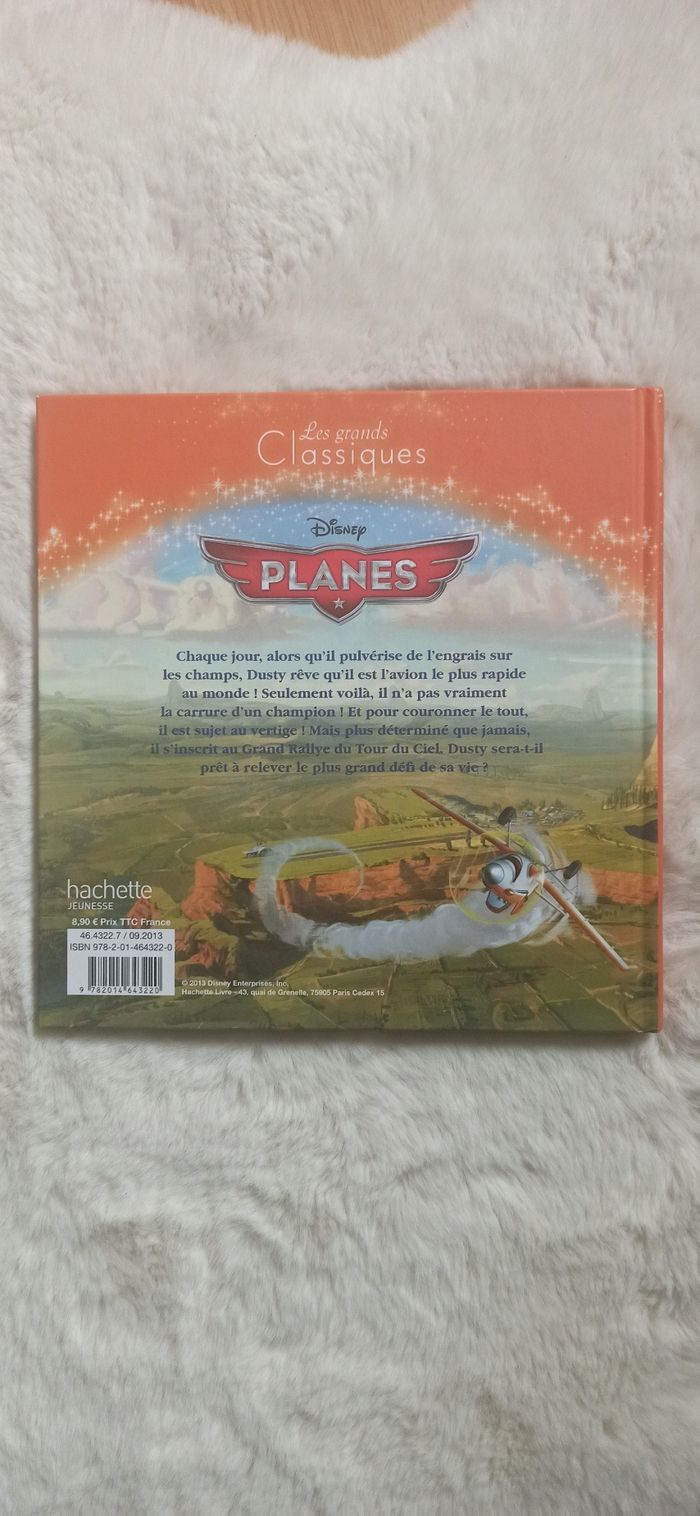 Les grands
Classiques
Disney
PLANES
Chaque jour, alors qu'il pulvérise de l'engrais sur
les champs, Dusty rêve qu'il est l'avion le plus rapide
au monde ! Seulement voilà, il n'a pas vraiment
la carrure d'un champion ! Et pour couronner le tout,
il est sujet au vertige ! Mais plus déterminé que jamais,
il s'inscrit au Grand Rallye du Tour du Ciel. Dusty sera-t-il
prêt à relever le plus grand défi de sa vie ?
hachette
JEUNESSE
8,90 € Prix TTC France
46.4322.7 / 09.2013
ISBN 978-2-01-464322-0
9 782014 643220
© 2013 Disney Enterprises, Inc.
Hachette Livre - 43, quai de Grenelle, 75905 Paris Cedex 15